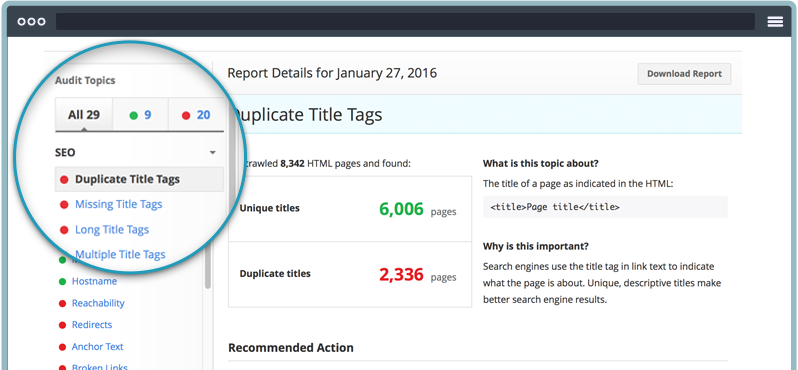 Audit Topics
All 29
9
20
SEO
Duplicate Title Tags
Missing Title Tags
Long Title Tags
Multiple Title Tags
Hostname
Reachability
Redirects
Anchor Text
Broken Links
Report Details for January 27, 2016
Download Report
Duplicate Title Tags
crawled 8,342 HTML pages and found:
Unique titles 6,006 pages
Duplicate titles 2,336 pages
What is this topic about?
The title of a page as indicated in the HTML:
<title>Page title</title>
Why is this important?
Search engines use the title tag in link text to indicate
what the page is about. Unique, descriptive titles make
better search engine results.
Recommended Action